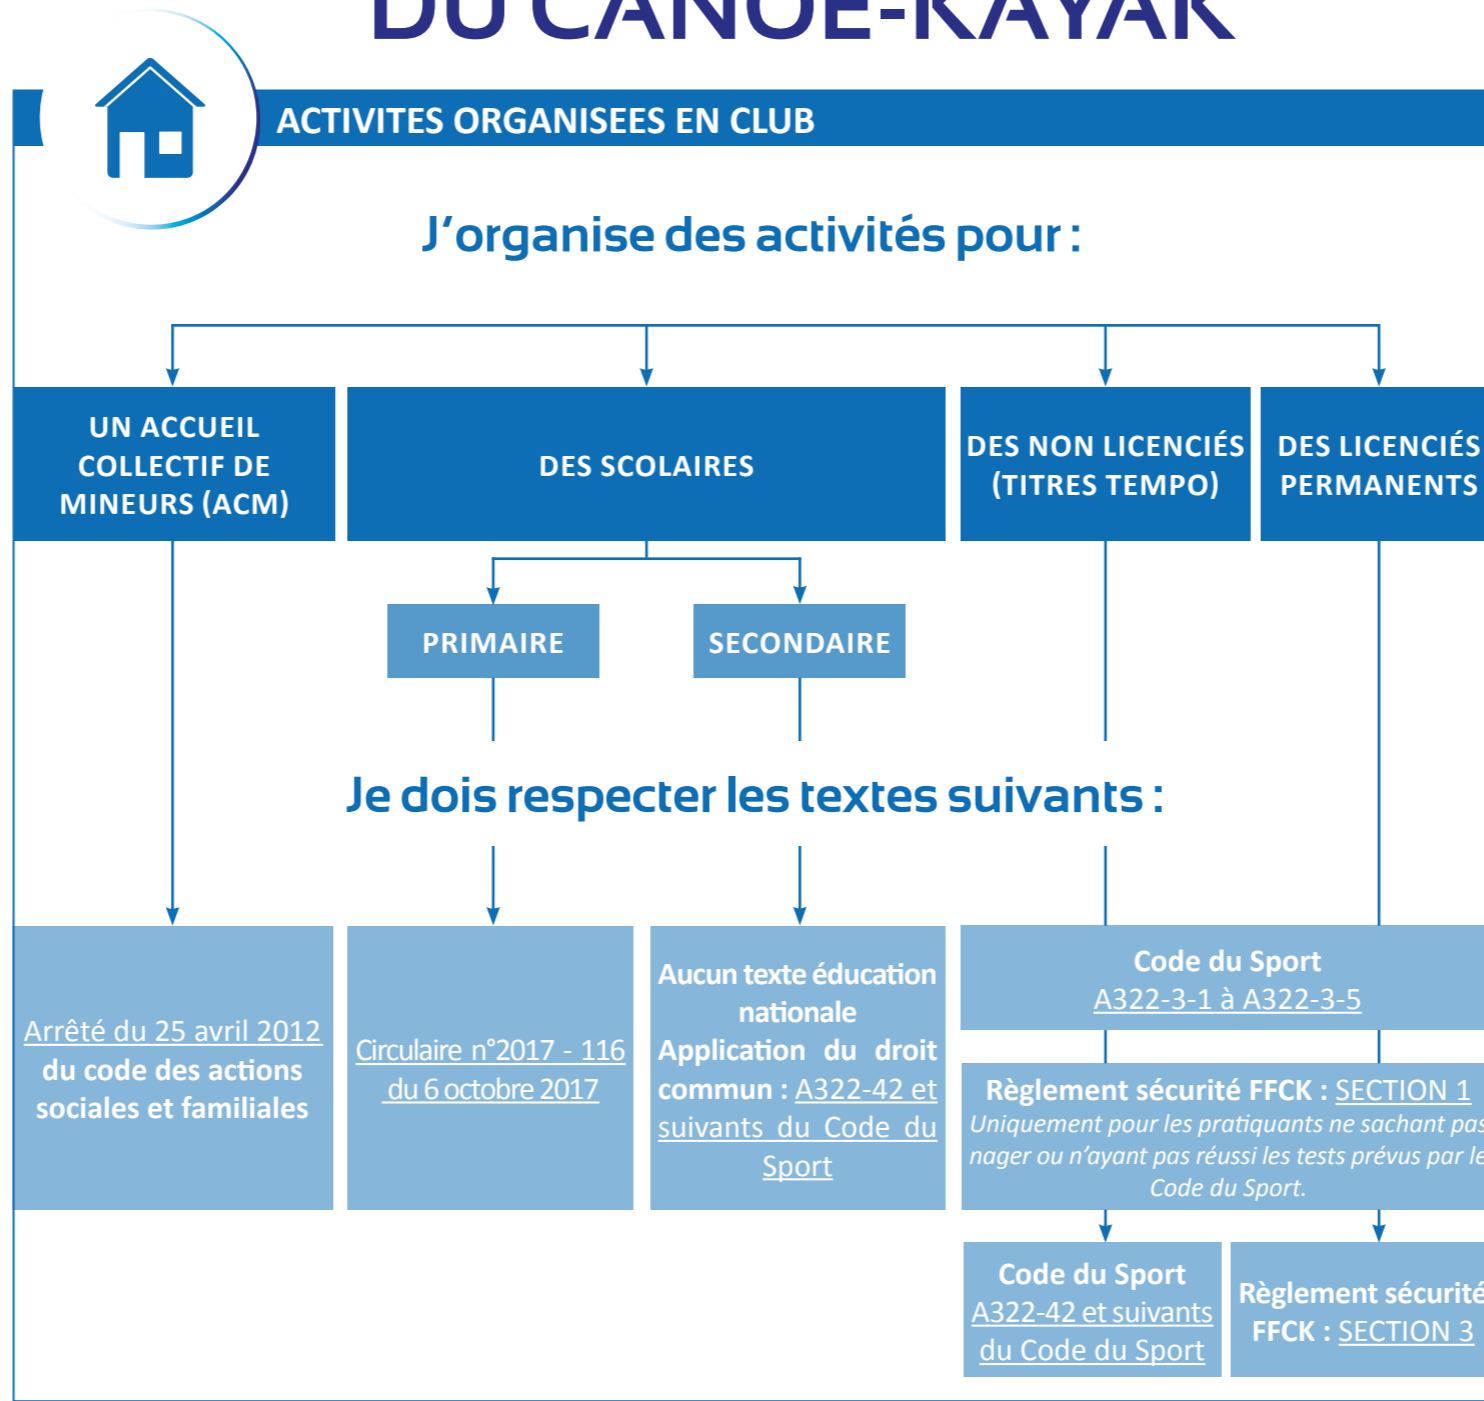 DU CANOE-KAYAK
ACTIVITES ORGANISEES EN CLUB
J'organise des activités pour :
UN ACCUEIL
COLLECTIF DE
MINEURS (ACM)
DES SCOLAIRES
DES NON LICENCIÉS
(TITRES TEMPO)
DES LICENCIÉS
PERMANENTS
PRIMAIRE
SECONDAIRE
Je dois respecter les textes suivants :
Arrêté du 25 avril 2012
du code des actions
sociales et familiales
Circulaire n°2017 - 116
du 6 octobre 2017
Aucun texte éducation
nationale
Application du droit
commun : A322-42 et
suivants du Code du
Sport
Code du Sport
A322-3-1 à A322-3-5
Règlement sécurité FFCK : SECTION 1
Uniquement pour les pratiquants ne sachant pas
nager ou n'ayant pas réussi les tests prévus par le
Code du Sport.
Code du Sport
A322-42 et suivants
du Code du Sport
Règlement sécurité
FFCK : SECTION 3